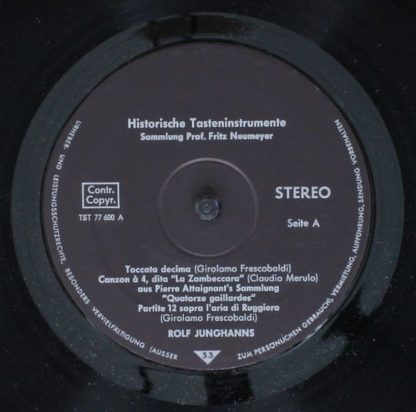 Historische Tasteninstrumente
Sammlung Prof. Fritz Neumeyer
Contr.
Copyr.
TST 77 600 A
STEREO
Seite A
Toccata decima (Girolamo Frescobaldi)
Canzon à 4, dita "La Zambeccara" (Claudio Merulo)
aus Pierre Attaignant's Sammlung
"Quatorze gaillardes"
Partite 12 sopra l'aria di Ruggiero
(Girolamo Frescobaldi)
ROLF JUNGHANNS
33
URHEBER- UND LEISTUNGSSCHUTZRECHTE, BESONDERS VERVIELFÄLTIGUNG (AUSSER ZUM PERSÖNLICHEN GEBRAUCH), VERMIETUNG, AUFFÜHRUNG, SENDUNG VORBEHALTEN